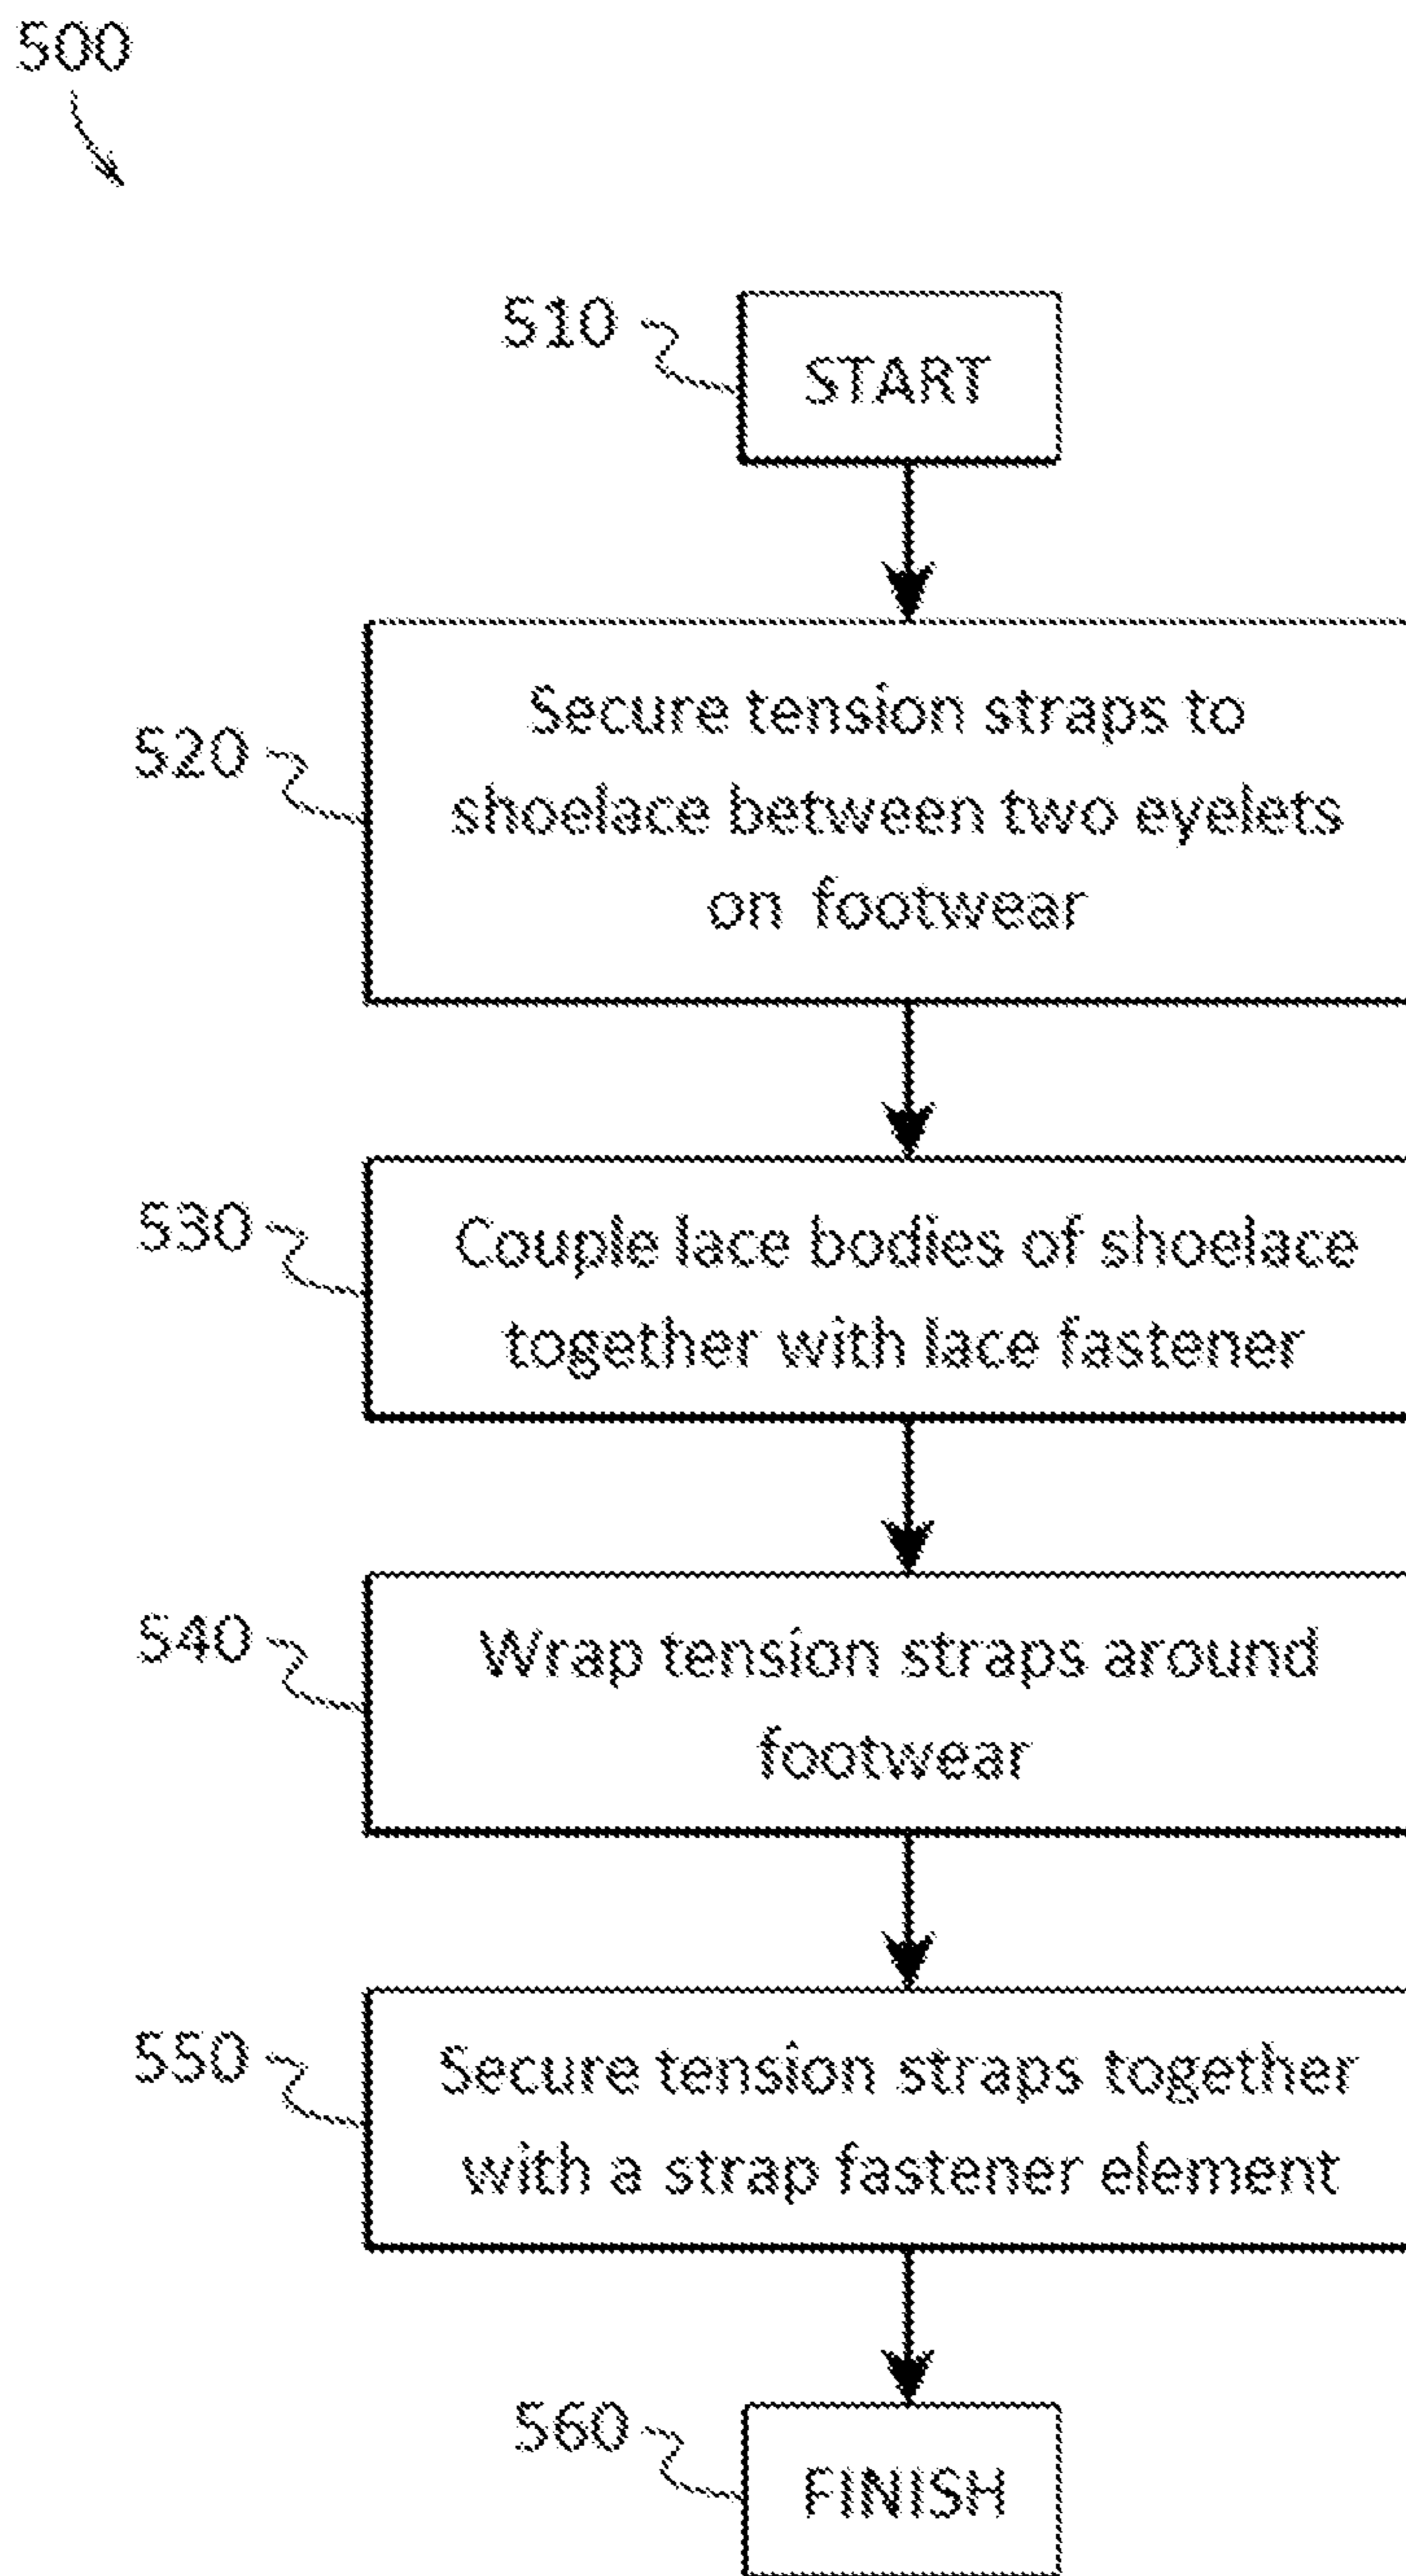 500
510
START
520
Secure tension straps to
shoelace between two eyelets
on footwear
530
Couple lace bodies of shoelace
together with lace fastener
540
Wrap tension straps around
footwear
550
Secure tension straps together
with a strap fastener element
560
FINISH